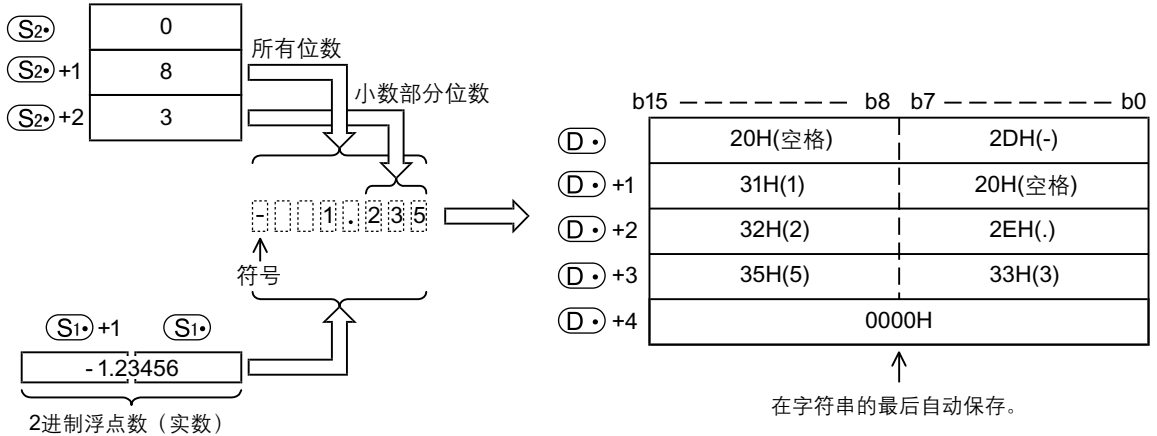 S2• 0
S2• +1 8
S2• +2 3
所有位数
小数部分位数
- 1 . 2 3 5
符号
S1• +1 S1•
- 1.23456
2进制浮点数（实数）
b15 — — — — — — — b8 b7 — — — — — — — b0
D • 20H(空格) 2DH(-)
D • +1 31H(1) 20H(空格)
D • +2 32H(2) 2EH(.)
D • +3 35H(5) 33H(3)
D • +4 0000H
在字符串的最后自动保存。